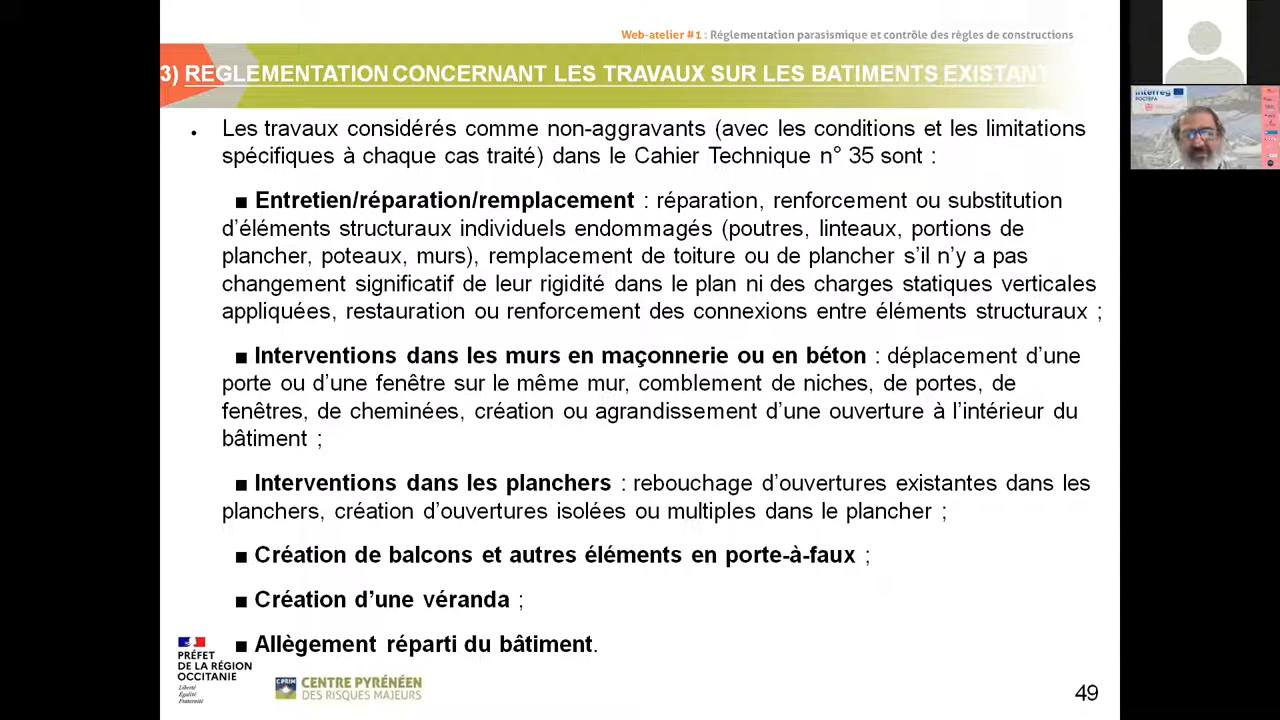 Web-atelier #1 : Réglementation parasismique et contrôle des règles de constructions
3) REGLEMENTATION CONCERNANT LES TRAVAUX SUR LES BATIMENTS EXISTANT
• Les travaux considérés comme non-aggravants (avec les conditions et les limitations
spécifiques à chaque cas traité) dans le Cahier Technique n° 35 sont :
■ Entretien/réparation/remplacement : réparation, renforcement ou substitution
d’éléments structuraux individuels endommagés (poutres, linteaux, portions de
plancher, poteaux, murs), remplacement de toiture ou de plancher s’il n’y a pas
changement significatif de leur rigidité dans le plan ni des charges statiques verticales
appliquées, restauration ou renforcement des connexions entre éléments structuraux ;
■ Interventions dans les murs en maçonnerie ou en béton : déplacement d’une
porte ou d’une fenêtre sur le même mur, comblement de niches, de portes, de
fenêtres, de cheminées, création ou agrandissement d’une ouverture à l’intérieur du
bâtiment ;
■ Interventions dans les planchers : rebouchage d’ouvertures existantes dans les
planchers, création d’ouvertures isolées ou multiples dans le plancher ;
■ Création de balcons et autres éléments en porte-à-faux ;
■ Création d’une véranda ;
■ Allègement réparti du bâtiment.
PRÉFET
DE LA RÉGION
OCCITANIE
Liberté
Égalité
Fraternité
CPRIM
CENTRE PYRÉNÉEN
DES RISQUES MAJEURS
49
Interreg
POCTEFA